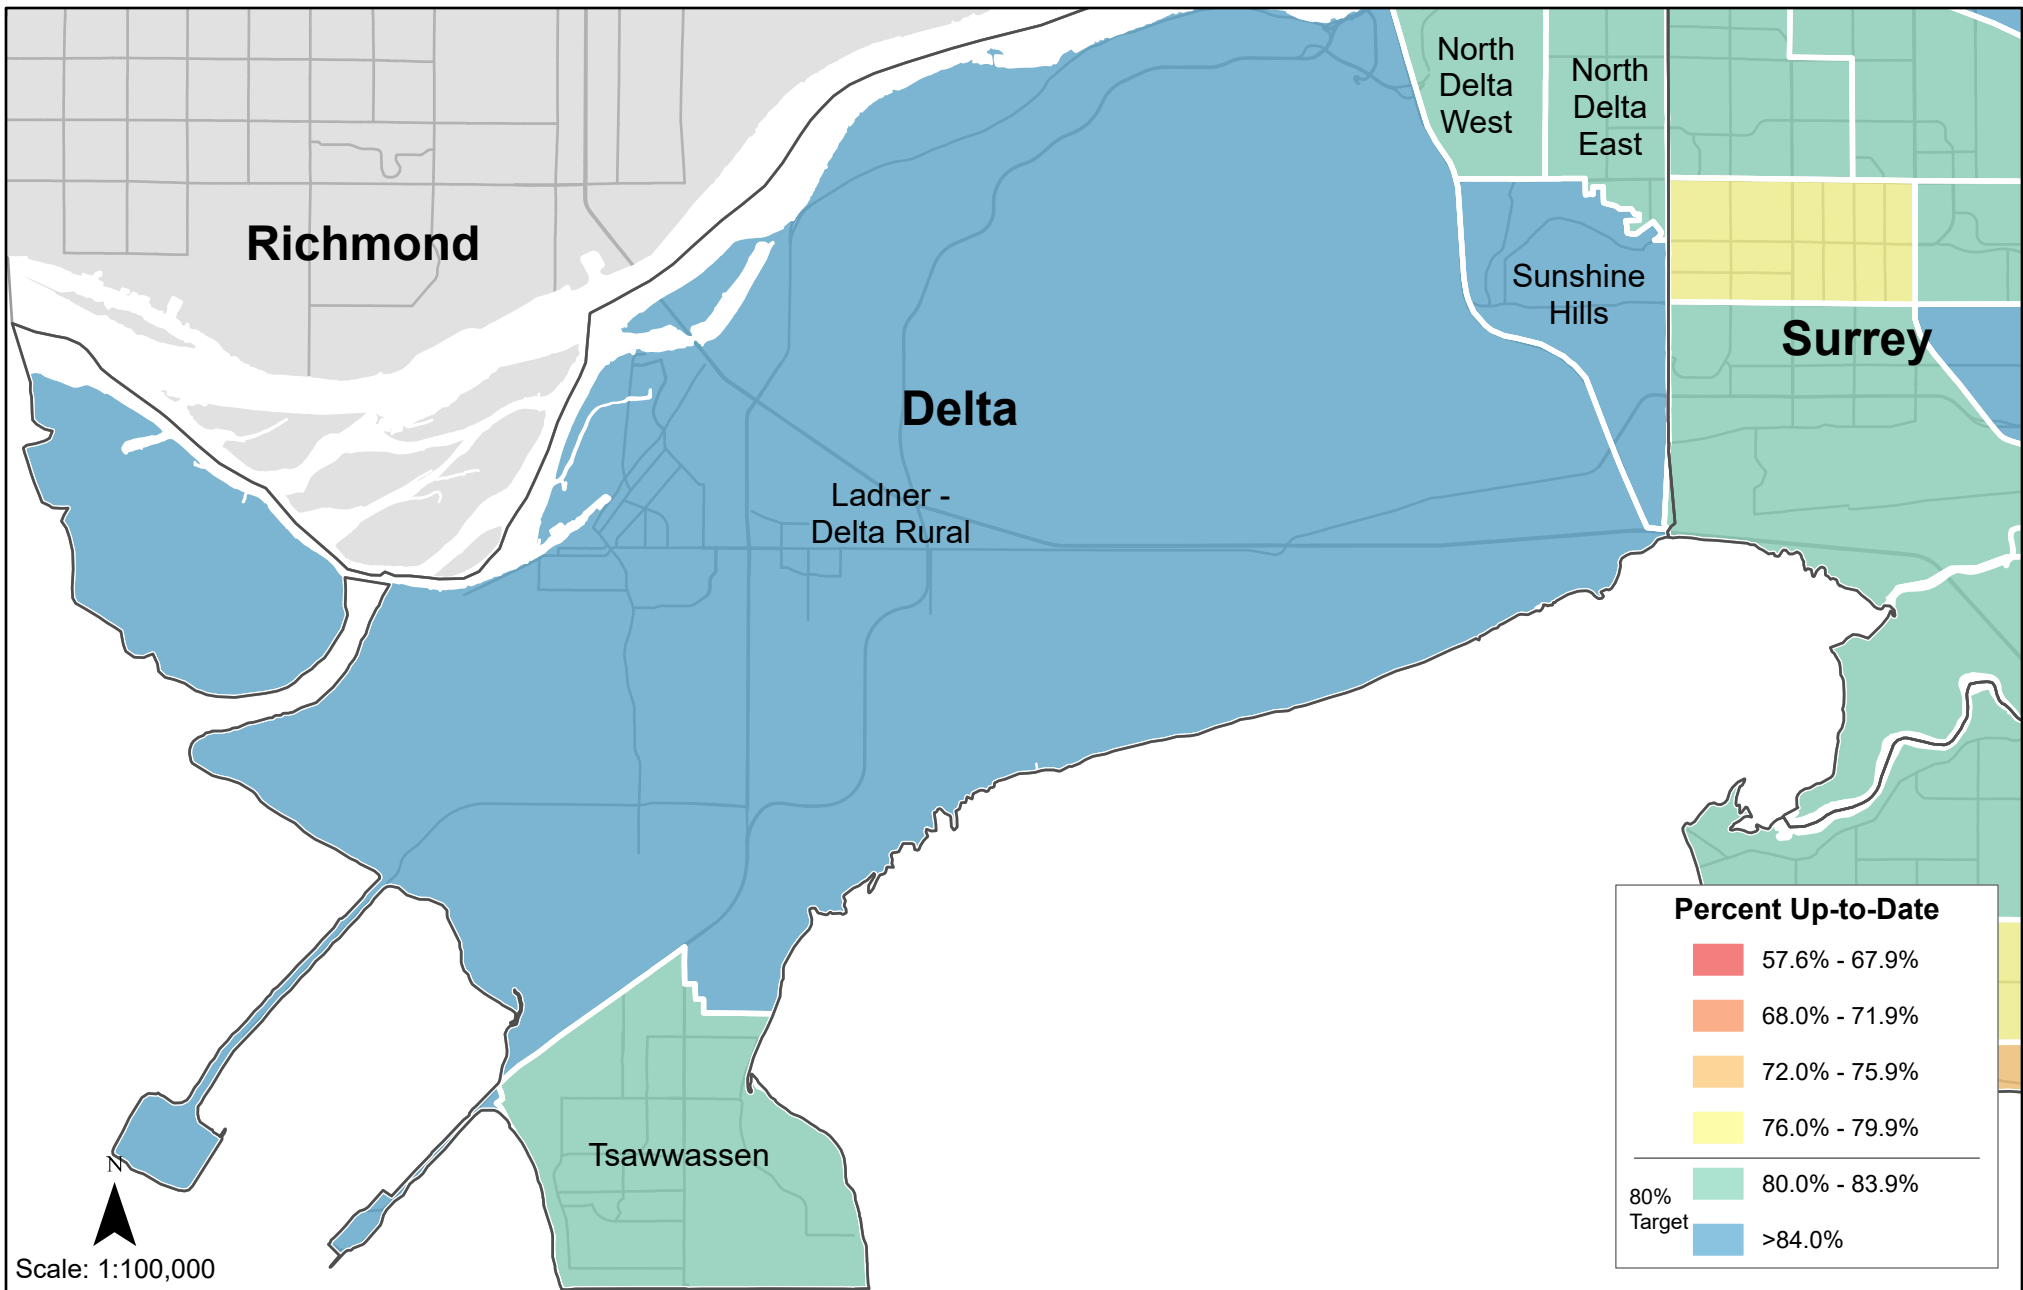 North
Delta
West
North
Delta
East
Richmond
Sunshine
Hills
Surrey
Delta
Ladner -
Delta Rural
Tsawwassen
Percent Up-to-Date
57.6% - 67.9%
68.0% - 71.9%
72.0% - 75.9%
76.0% - 79.9%
80.0% - 83.9%
80%
Target
>84.0%
N
Scale: 1:100,000